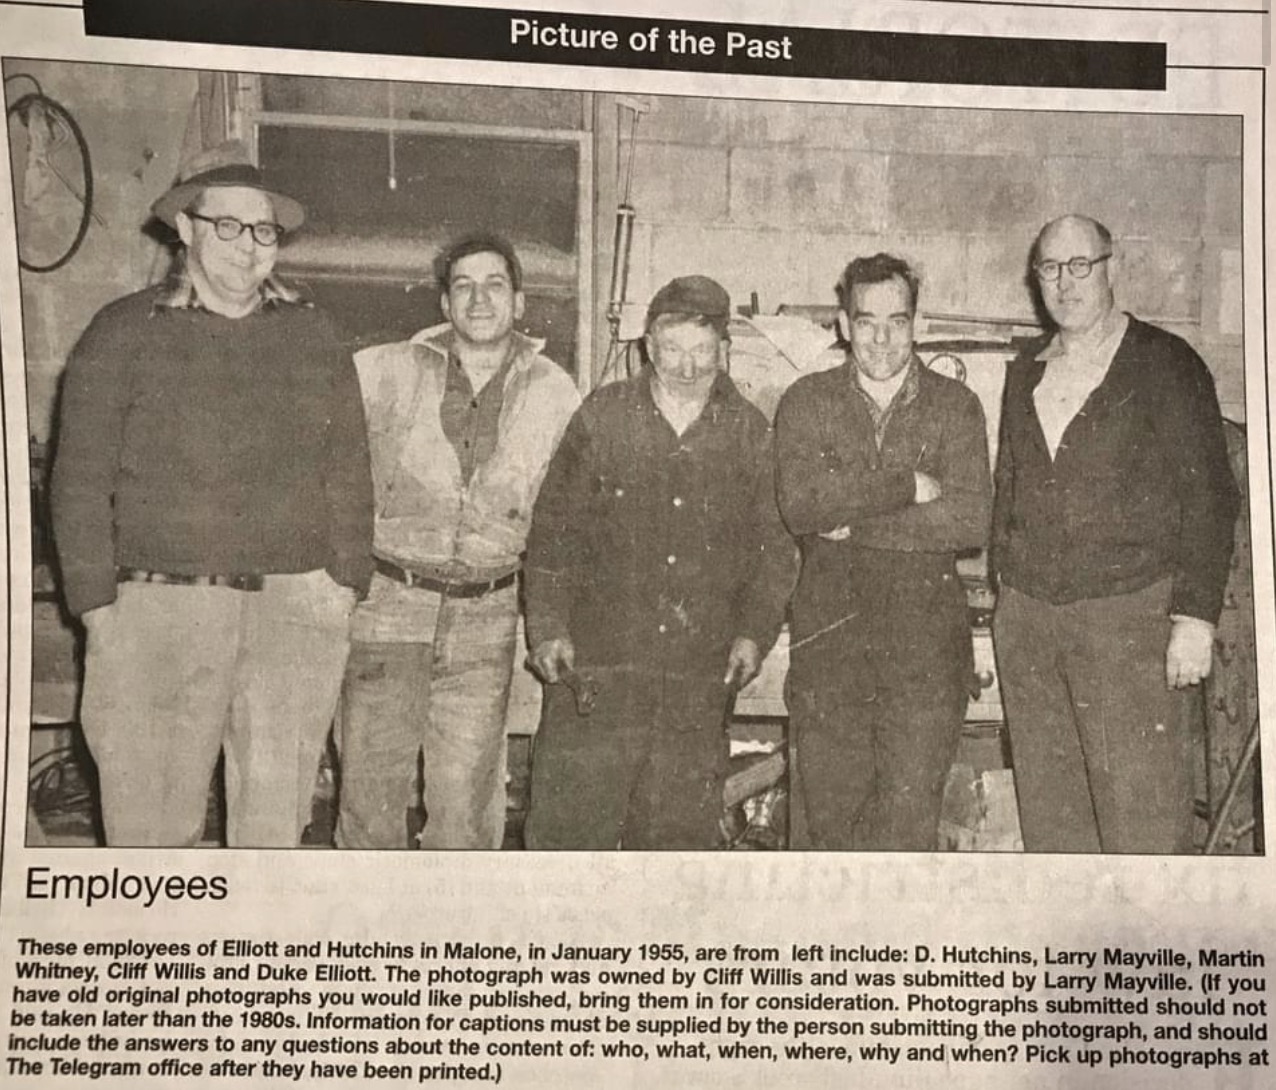 Picture of the Past
Employees
These employees of Elliott and Hutchins in Malone, in January 1955, are from left include: D. Hutchins, Larry Mayville, Martin
Whitney, Cliff Willis and Duke Elliott. The photograph was owned by Cliff Willis and was submitted by Larry Mayville. (If you
have old original photographs you would like published, bring them in for consideration. Photographs submitted should not
be taken later than the 1980s. Information for captions must be supplied by the person submitting the photograph, and should
include the answers to any questions about the content of: who, what, when, where, why and when? Pick up photographs at
The Telegram office after they have been printed.)